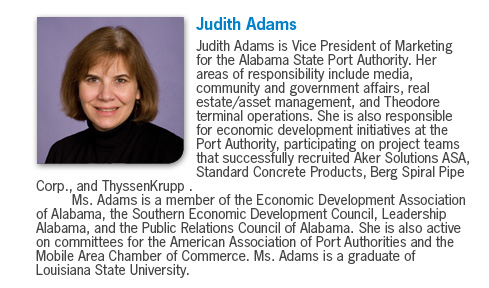 Judith Adams
Judith Adams is Vice President of Marketing
for the Alabama State Port Authority. Her
areas of responsibility include media,
community and government affairs, real
estate/asset management, and Theodore
terminal operations. She is also responsible
for economic development initiatives at the
Port Authority, participating on project teams
that successfully recruited Aker Solutions ASA,
Standard Concrete Products, Berg Spiral Pipe
Corp., and ThyssenKrupp .
Ms. Adams is a member of the Economic Development Association
of Alabama, the Southern Economic Development Council, Leadership
Alabama, and the Public Relations Council of Alabama. She is also active
on committees for the American Association of Port Authorities and the
Mobile Area Chamber of Commerce. Ms. Adams is a graduate of
Louisiana State University.